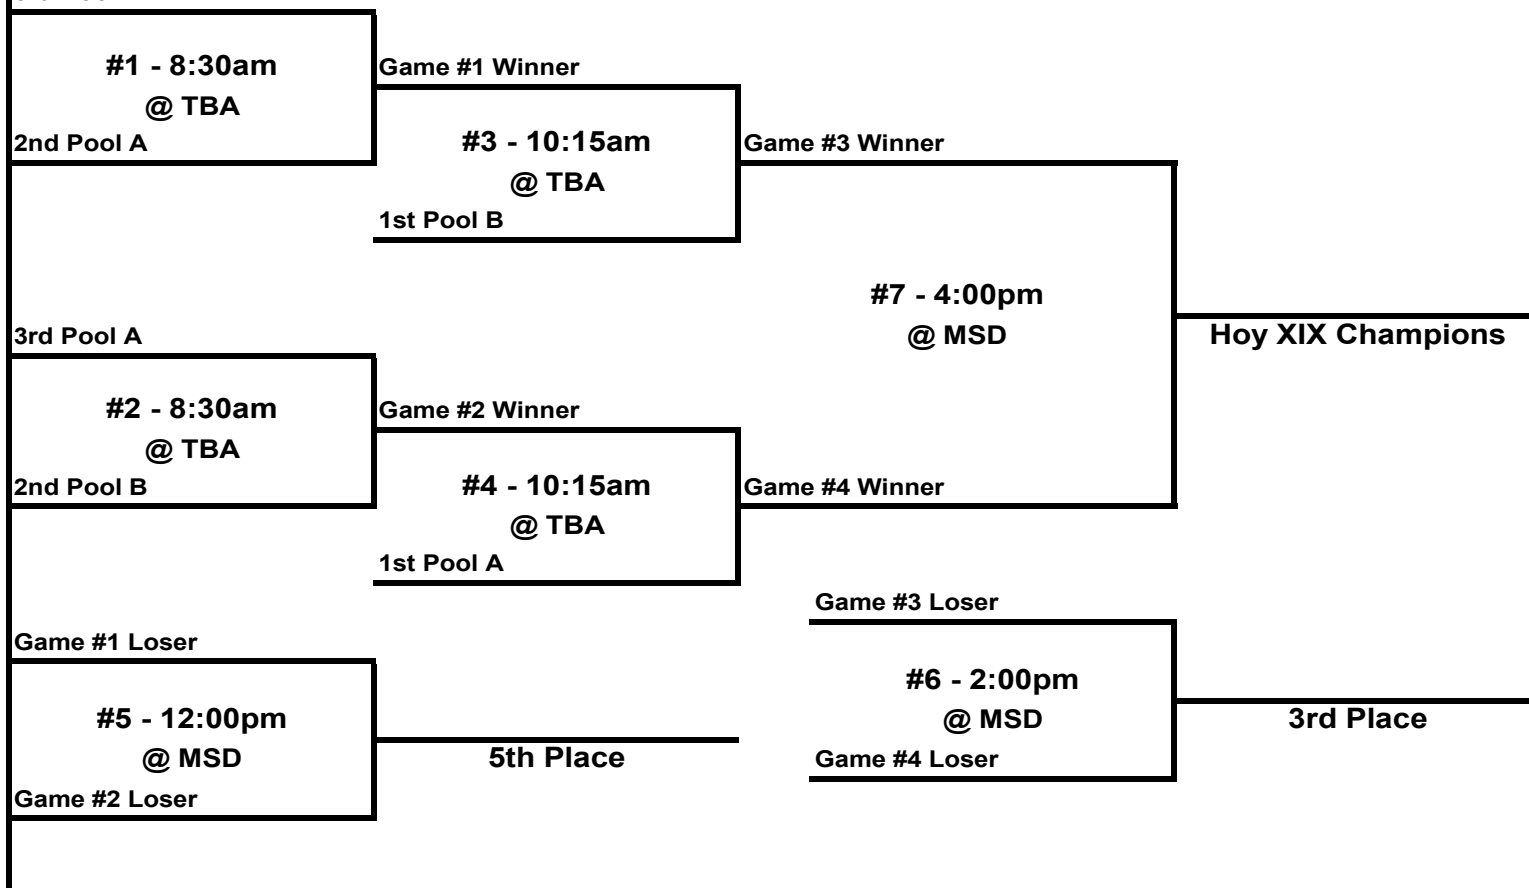 #1 - 8:30am
@ TBA
2nd Pool A
Game #1 Winner
#3 - 10:15am
@ TBA
1st Pool B
Game #3 Winner
#7 - 4:00pm
@ MSD
Hoy XIX Champions
3rd Pool A
#2 - 8:30am
@ TBA
2nd Pool B
Game #2 Winner
#4 - 10:15am
@ TBA
1st Pool A
Game #4 Winner
Game #3 Loser
#6 - 2:00pm
@ MSD
Game #4 Loser
3rd Place
Game #1 Loser
#5 - 12:00pm
@ MSD
Game #2 Loser
5th Place